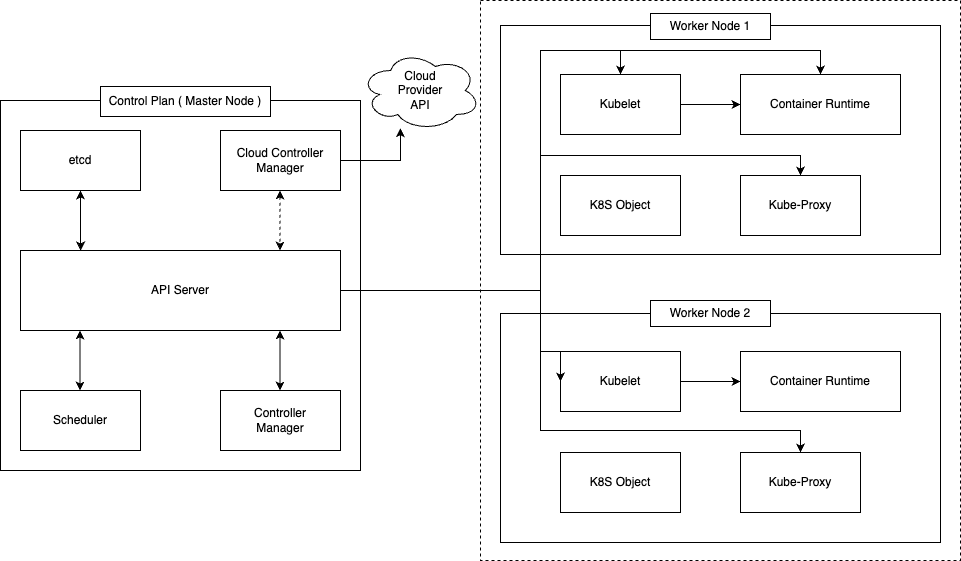 Control Plan ( Master Node )
etcd
Cloud Controller
Manager
API Server
Scheduler
Controller
Manager
Cloud
Provider
API
Worker Node 1
Kubelet
Container Runtime
K8S Object
Kube-Proxy
Worker Node 2
Kubelet
Container Runtime
K8S Object
Kube-Proxy